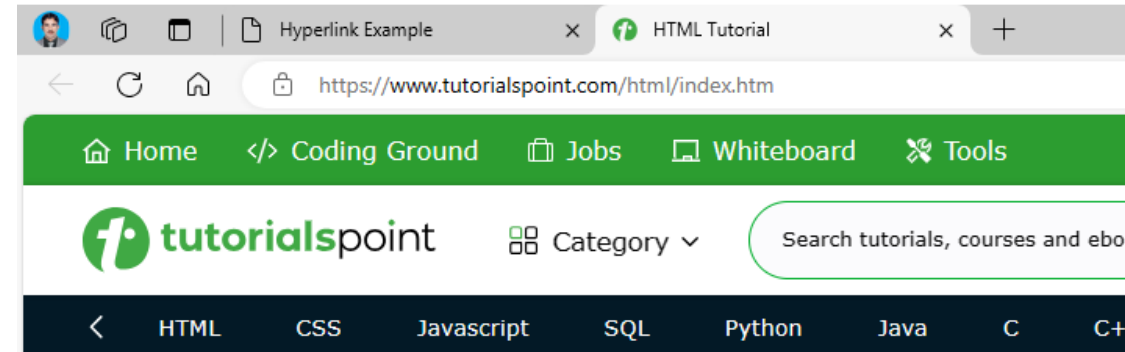 Hyperlink Example HTML Tutorial
https://www.tutorialspoint.com/html/index.htm
Home </> Coding Ground Jobs Whiteboard Tools
tutorialspoint Category Search tutorials, courses and ebo
HTML CSS Javascript SQL Python Java C C+